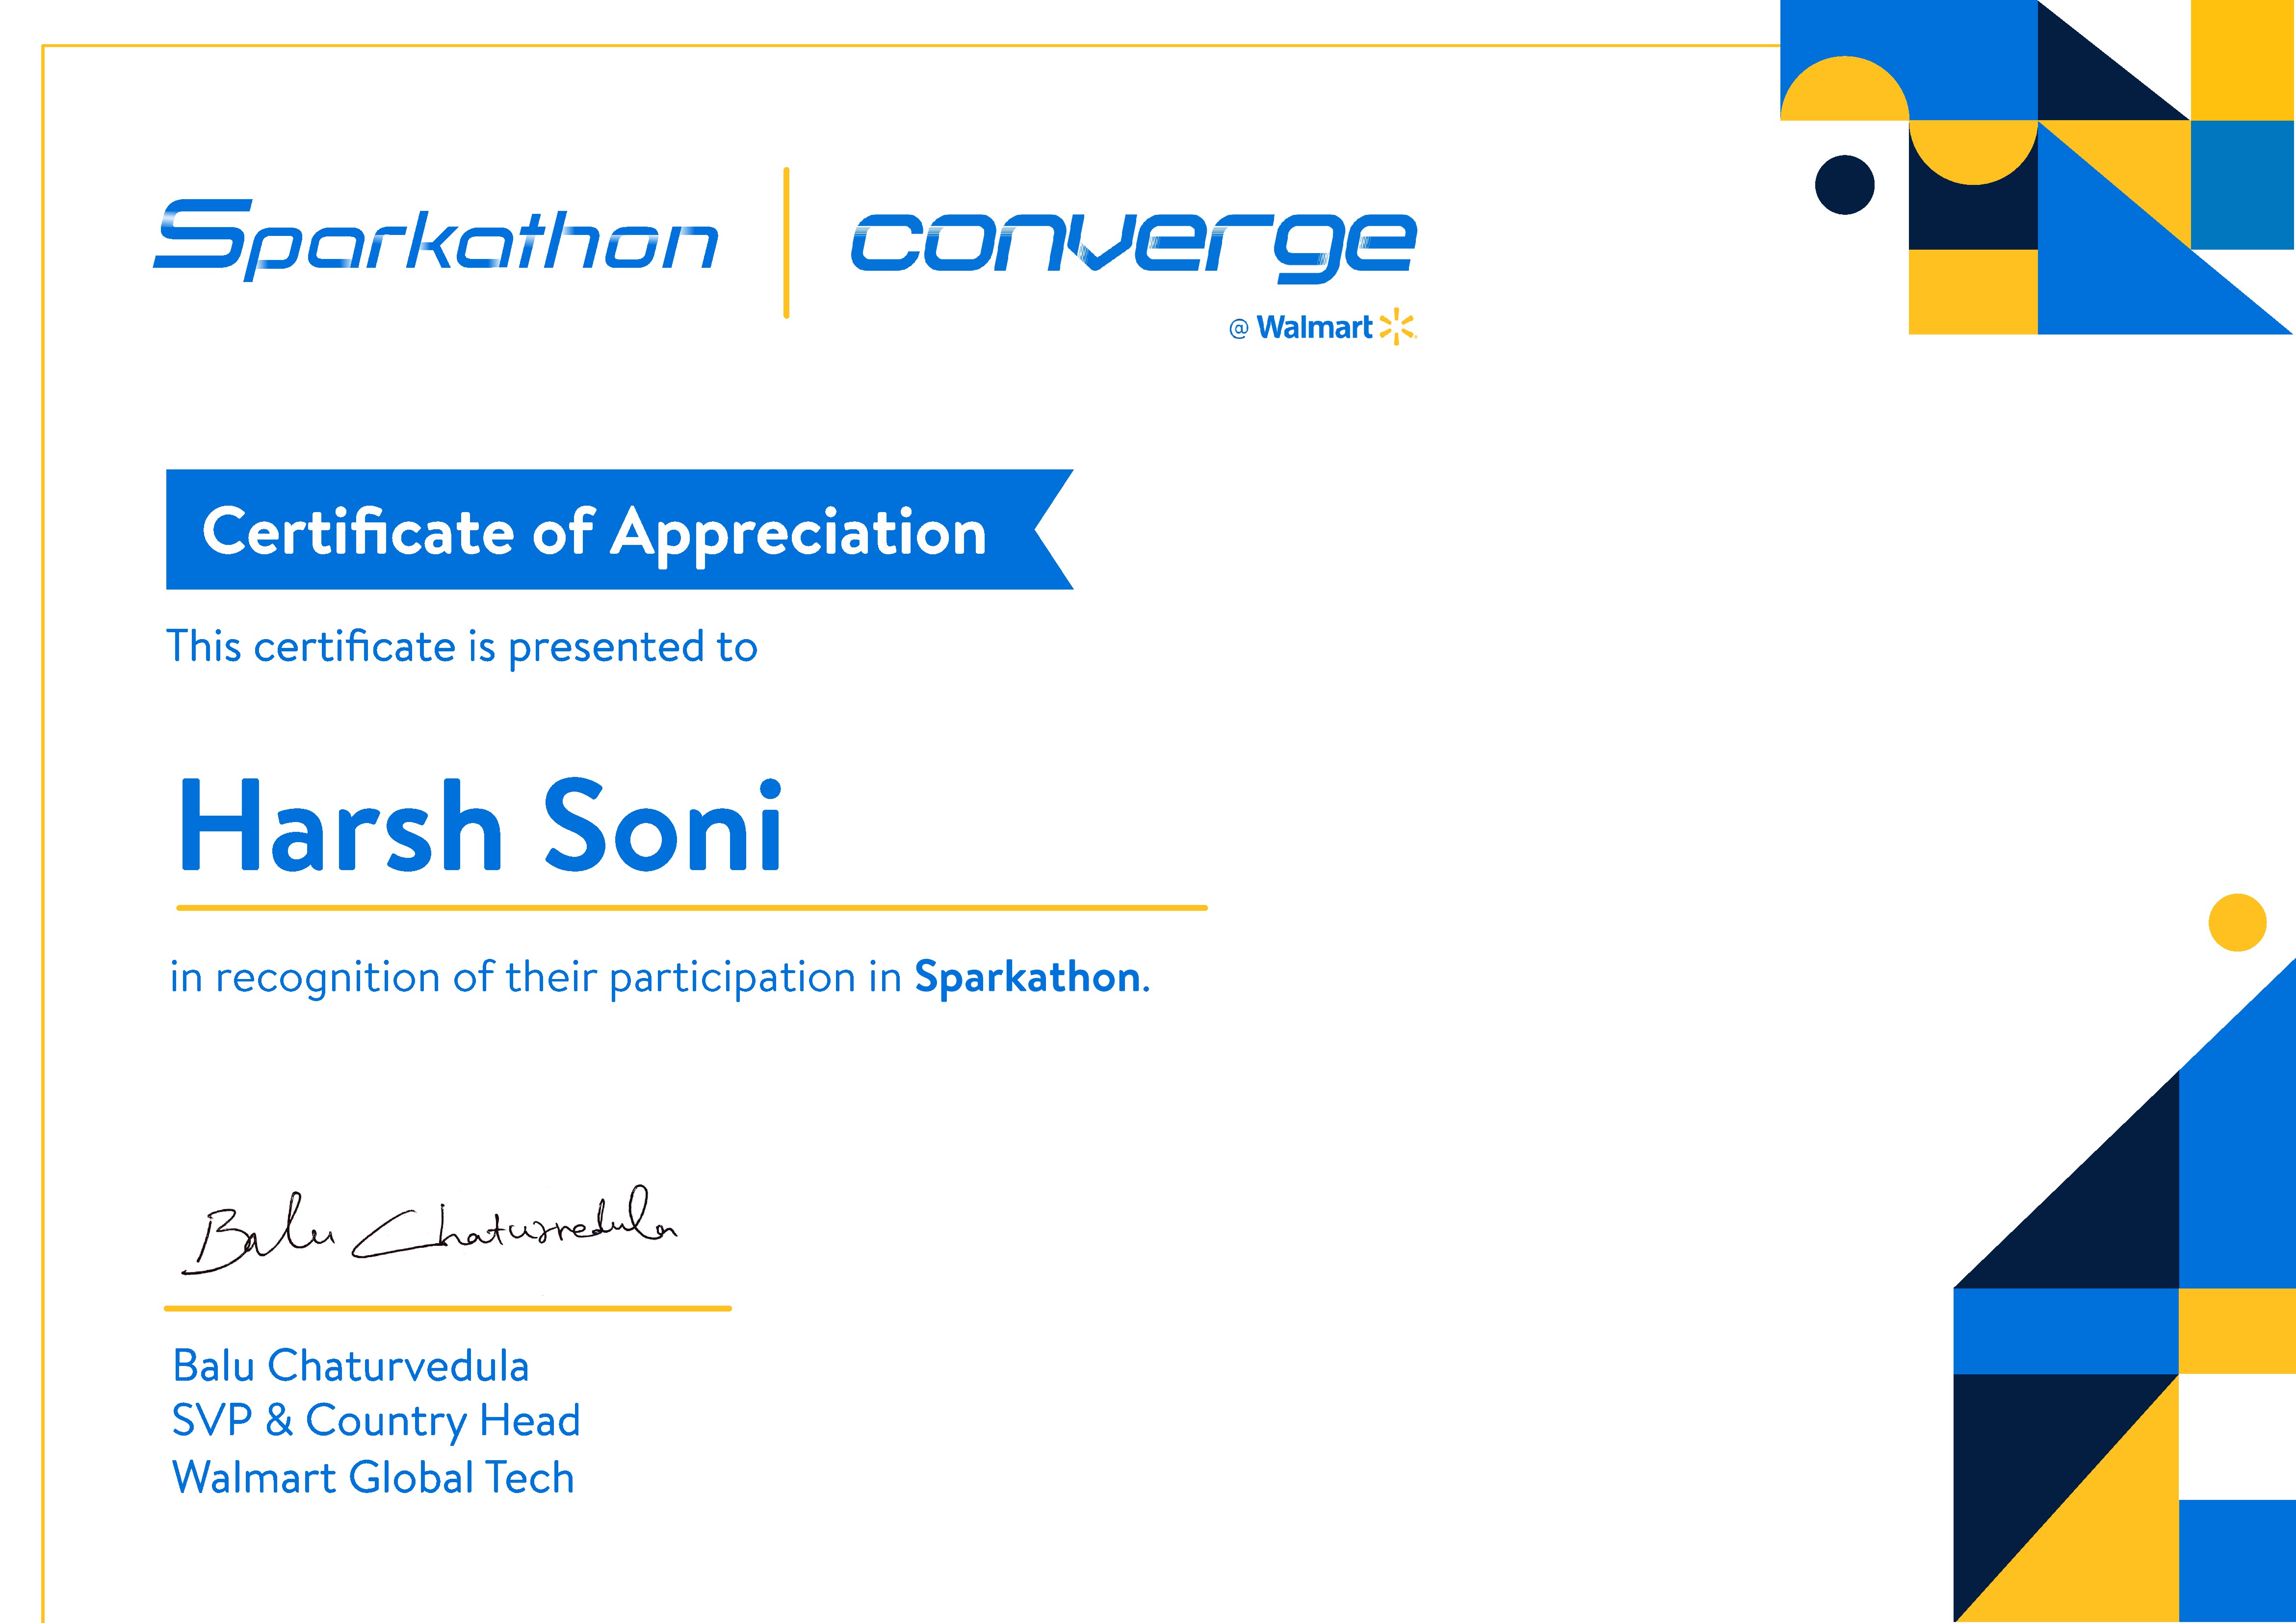 Sparkathon
converge
@ Walmart
Certificate of Appreciation
This certificate is presented to
Harsh Soni
in recognition of their participation in Sparkathon.
Balu Chaturvedula
Balu Chaturvedula
SVP & Country Head
Walmart Global Tech